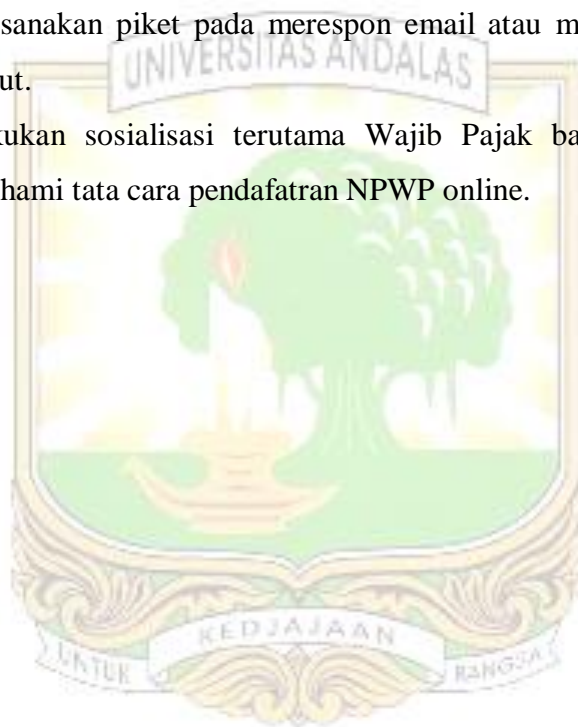 sanakan piket pada merespon email atau m
UNIVERSITAS ANDALAS
ut.
kukan sosialisasi terutama Wajib Pajak ba
hami tata cara pendafatran NPWP online.
KEDJAJAAN
UNTUK BANGSA